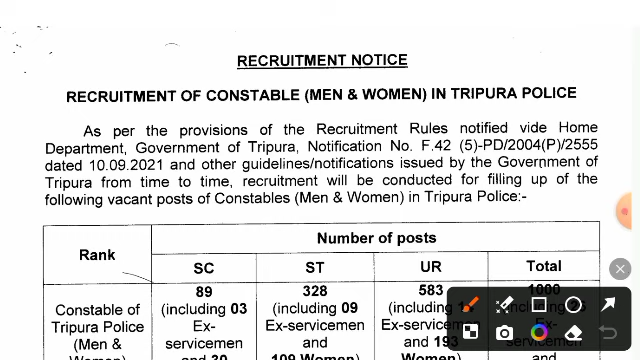 RECRUITMENT NOTICE
RECRUITMENT OF CONSTABLE (MEN & WOMEN) IN TRIPURA POLICE
As per the provisions of the Recruitment Rules notified vide Home
Department, Government of Tripura, Notification No. F.42 (5)-PD/2004(P)/2555
dated 10.09.2021 and other guidelines/notifications issued by the Government of
Tripura from time to time, recruitment will be conducted for filling up of the
following vacant posts of Constables (Men & Women) in Tripura Police:-
Rank
Number of posts
SC ST UR Total
89 328 583 1000
Constable of (including 03 (including 09 (including
Tripura Police Ex- Ex-servicemen Ex-servicemen Ex-
(Men & servicemen and and 193
and 30 109 Women) Women)